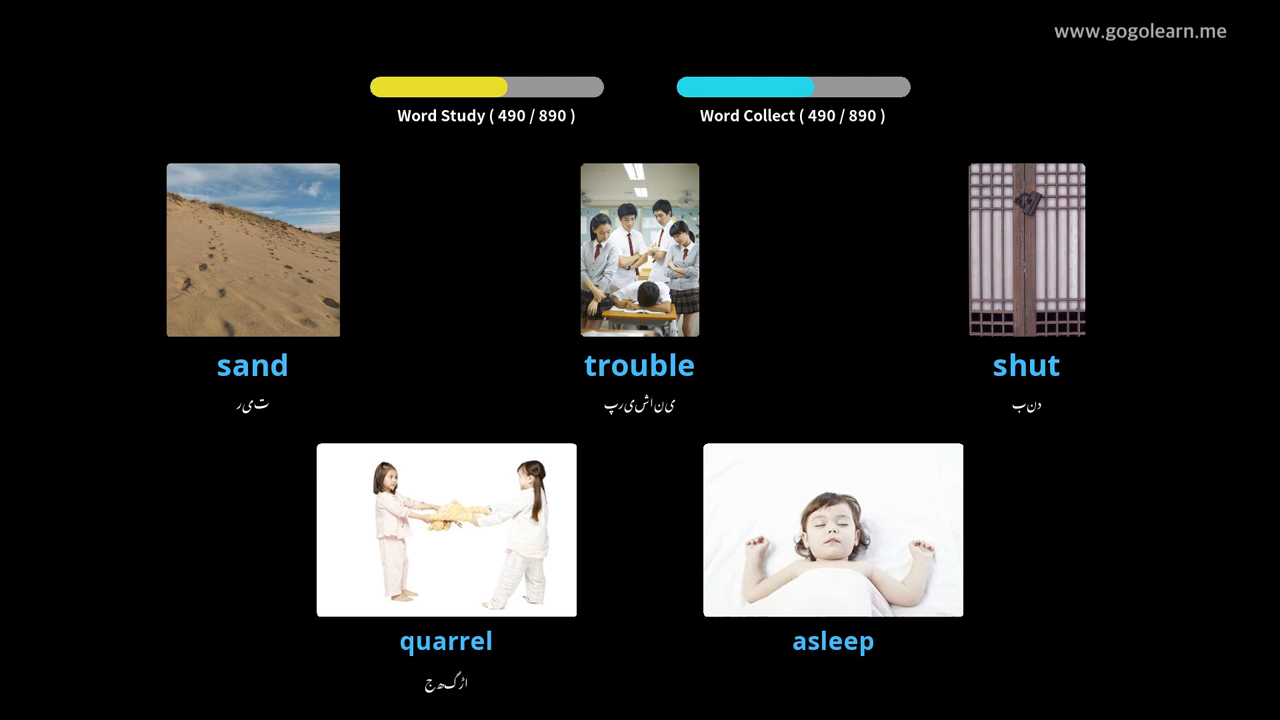 www.gogolearn.me
Word Study ( 490 / 890 )
Word Collect ( 490 / 890 )
sand
trouble
shut
ریت
پریشانی
بند
quarrel
asleep
جھگڑا